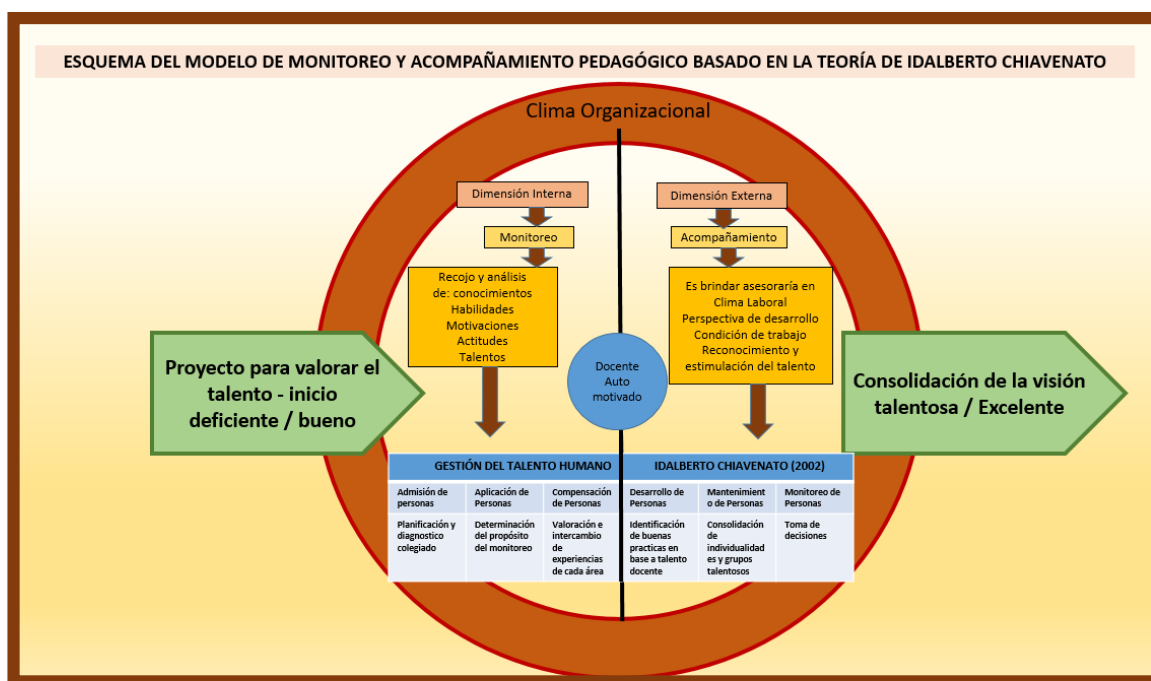 ESQUEMA DEL MODELO DE MONITOREO Y ACOMPAÑAMIENTO PEDAGÓGICO BASADO EN LA TEORÍA DE IDALBERTO CHIAVENATO
Clima Organizacional
Dimensión Interna
Monitoreo
Recojo y análisis
de: conocimientos
Habilidades
Motivaciones
Actitudes
Talentos
Dimensión Externa
Acompañamiento
Es brindar asesoraría en
Clima Laboral
Perspectiva de desarrollo
Condición de trabajo
Reconocimiento y
estimulación del talento
Proyecto para valorar el
talento - inicio
deficiente / bueno
Docente
Auto
motivado
Consolidación de la visión
talentosa / Excelente
GESTIÓN DEL TALENTO HUMANO
IDALBERTO CHIAVENATO (2002)
Admisión de
personas
Aplicación de
Personas
Compensación
de Personas
Desarrollo de
Personas
Mantenimient
o de Personas
Monitoreo de
Personas
Planificación y
diagnostico
colegiado
Determinación
del propósito
del monitoreo
Valoración e
intercambio
de
experiencias
de cada área
Identificación
de buenas
practicas en
base a talento
docente
Consolidación
de
individualidad
es y grupos
talentosos
Toma de
decisiones